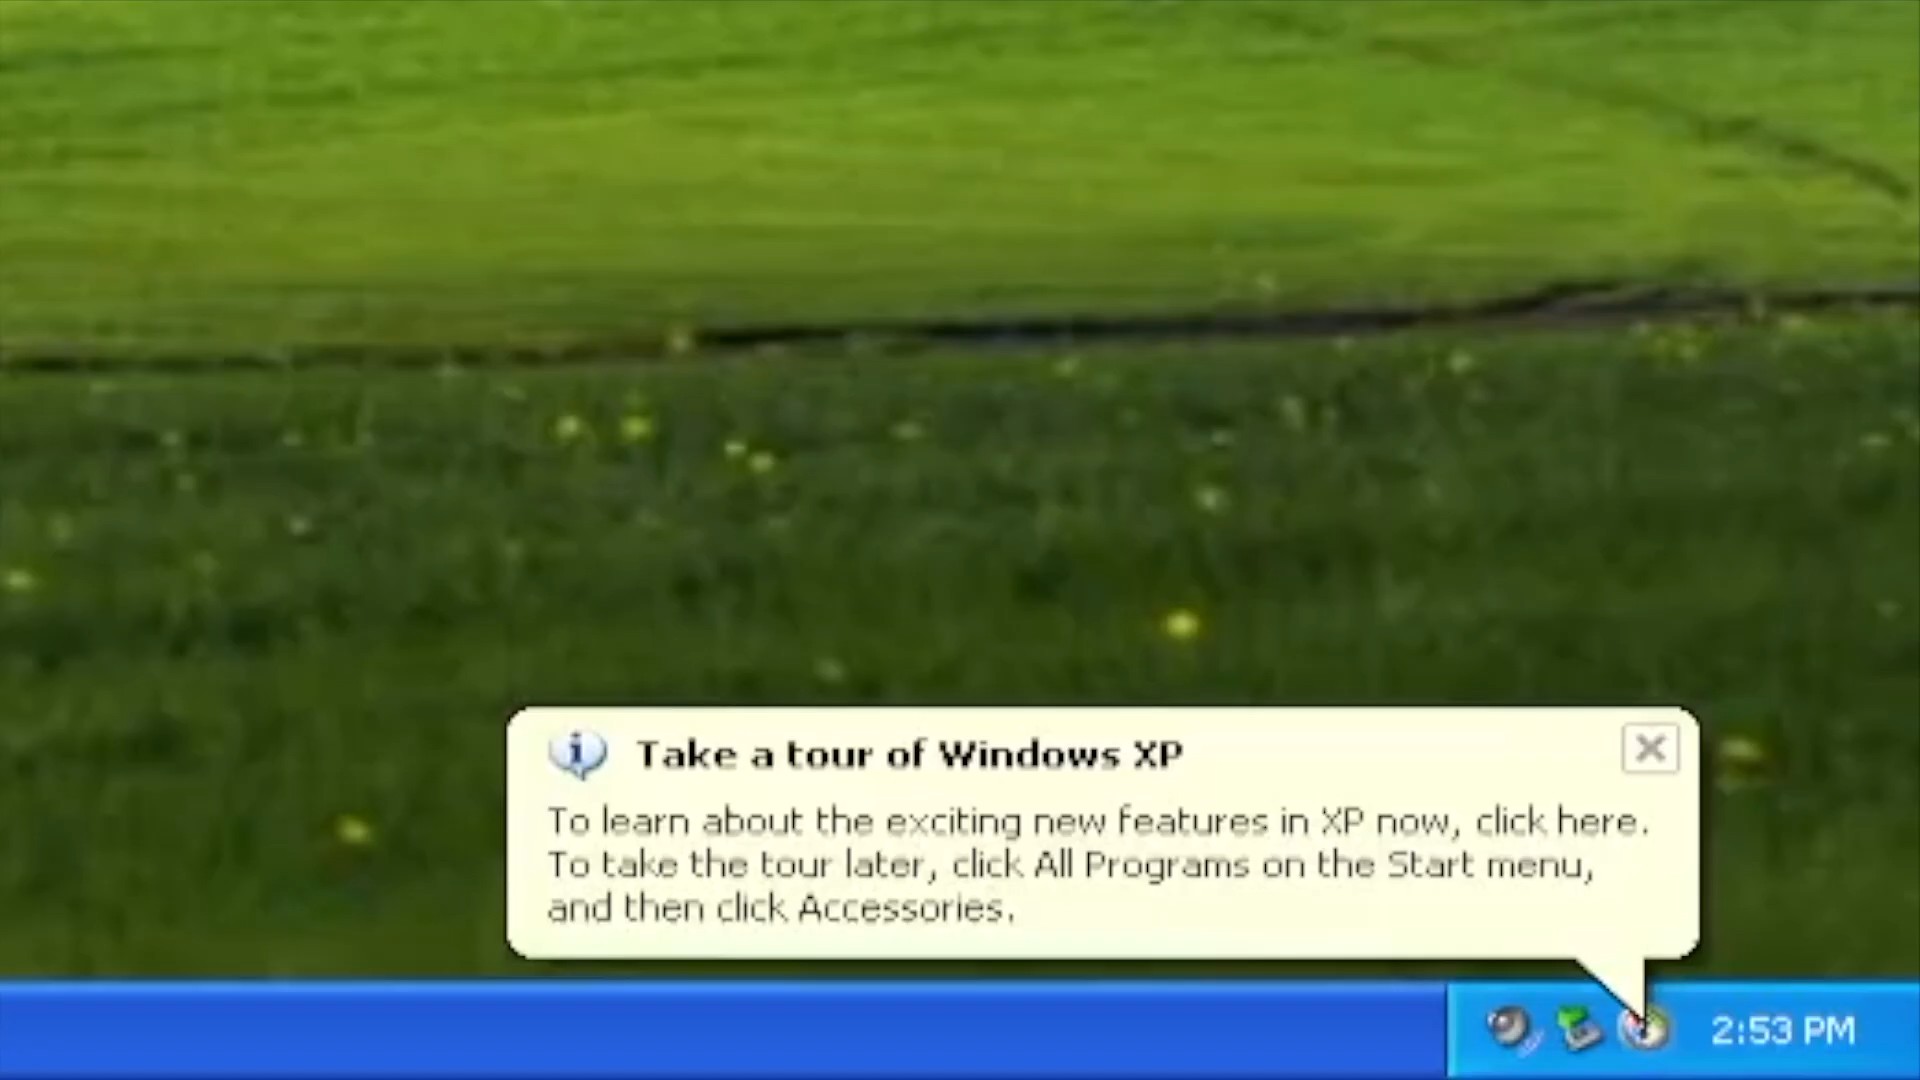 Take a tour of Windows XP
To learn about the exciting new features in XP now, click here.
To take the tour later, click All Programs on the Start menu,
and then click Accessories.
2:53 PM